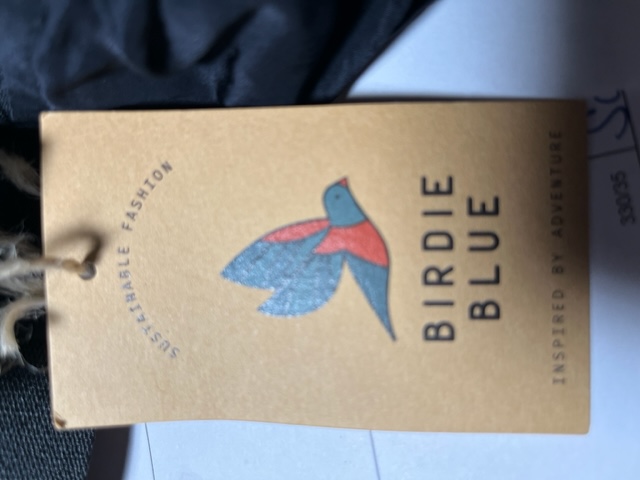 SUSTAINABLE FASHION
BIRDIE
BLUE
INSPIRED BY ADVENTURE